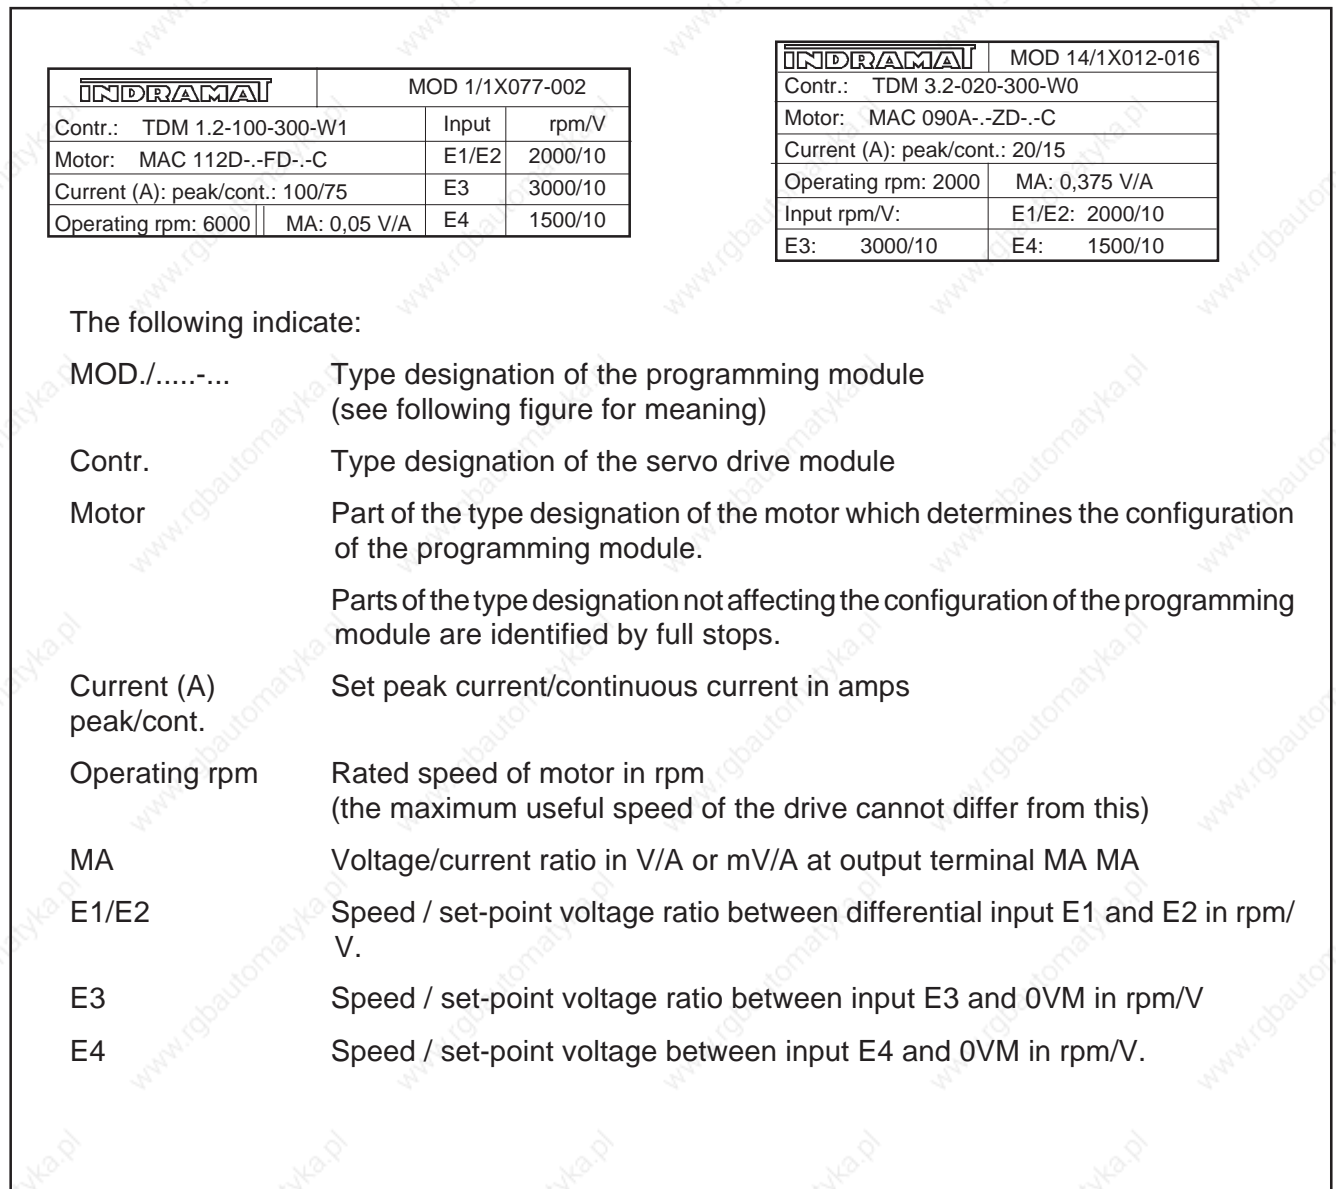 INDRAMAT MOD 1/1X077-002
Contr.: TDM 1.2-100-300-W1 Input rpm/V
Motor: MAC 112D-.-FD-.-C E1/E2 2000/10
Current (A): peak/cont.: 100/75 E3 3000/10
Operating rpm: 6000 MA: 0,05 V/A E4 1500/10
INDRAMAT MOD 14/1X012-016
Contr.: TDM 3.2-020-300-W0
Motor: MAC 090A-.-ZD-.-C
Current (A): peak/cont.: 20/15
Operating rpm: 2000 MA: 0,375 V/A
Input rpm/V: E1/E2: 2000/10
E3: 3000/10 E4: 1500/10
The following indicate:
MOD./.....-... Type designation of the programming module
(see following figure for meaning)
Contr. Type designation of the servo drive module
Motor Part of the type designation of the motor which determines the configuration
of the programming module.
Parts of the type designation not affecting the configuration of the programming
module are identified by full stops.
Current (A) Set peak current/continuous current in amps
peak/cont.
Operating rpm Rated speed of motor in rpm
(the maximum useful speed of the drive cannot differ from this)
MA Voltage/current ratio in V/A or mV/A at output terminal MA MA
E1/E2 Speed / set-point voltage ratio between differential input E1 and E2 in rpm/
V.
E3 Speed / set-point voltage ratio between input E3 and 0VM in rpm/V
E4 Speed / set-point voltage between input E4 and 0VM in rpm/V.
www.rgbautomatyka.pl